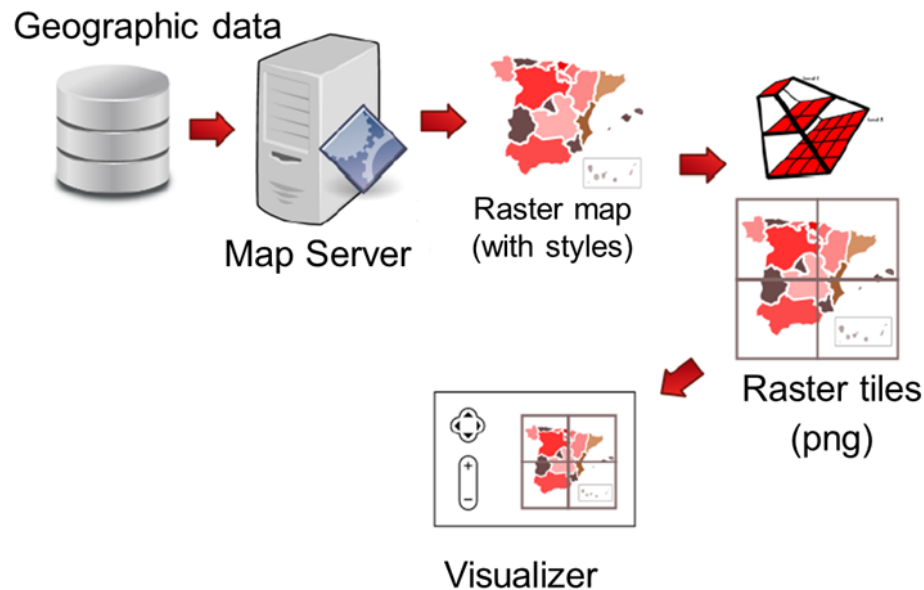 Geographic data
Map Server
Raster map
(with styles)
Raster tiles
(png)
+
−
Visualizer